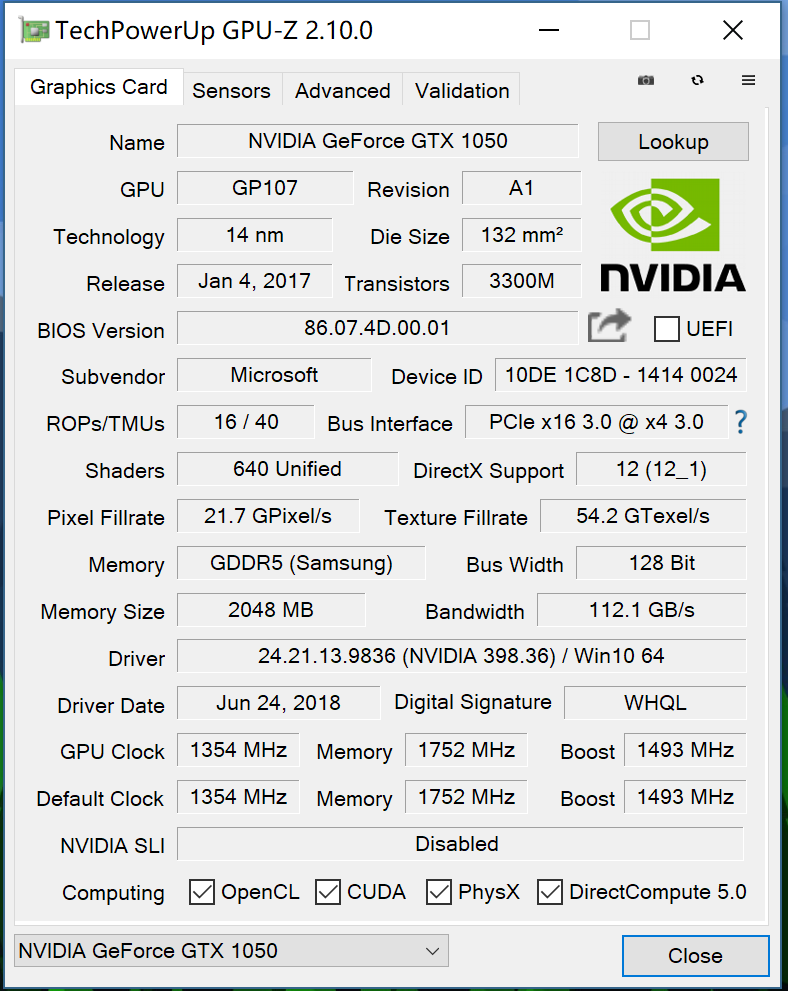 TechPowerUp GPU-Z 2.10.0
Graphics Card Sensors Advanced Validation
Name NVIDIA GeForce GTX 1050 Lookup
GPU GP107 Revision A1
Technology 14 nm Die Size 132 mm²
Release Jan 4, 2017 Transistors 3300M
NVIDIA
BIOS Version 86.07.4D.00.01 UEFI
Subvendor Microsoft Device ID 10DE 1C8D - 1414 0024
ROPs/TMUs 16 / 40 Bus Interface PCIe x16 3.0 @ x4 3.0 ?
Shaders 640 Unified DirectX Support 12 (12_1)
Pixel Fillrate 21.7 GPixel/s Texture Fillrate 54.2 GTexel/s
Memory GDDR5 (Samsung) Bus Width 128 Bit
Memory Size 2048 MB Bandwidth 112.1 GB/s
Driver 24.21.13.9836 (NVIDIA 398.36) / Win10 64
Driver Date Jun 24, 2018 Digital Signature WHQL
GPU Clock 1354 MHz Memory 1752 MHz Boost 1493 MHz
Default Clock 1354 MHz Memory 1752 MHz Boost 1493 MHz
NVIDIA SLI Disabled
Computing OpenCL CUDA PhysX DirectCompute 5.0
NVIDIA GeForce GTX 1050 Close